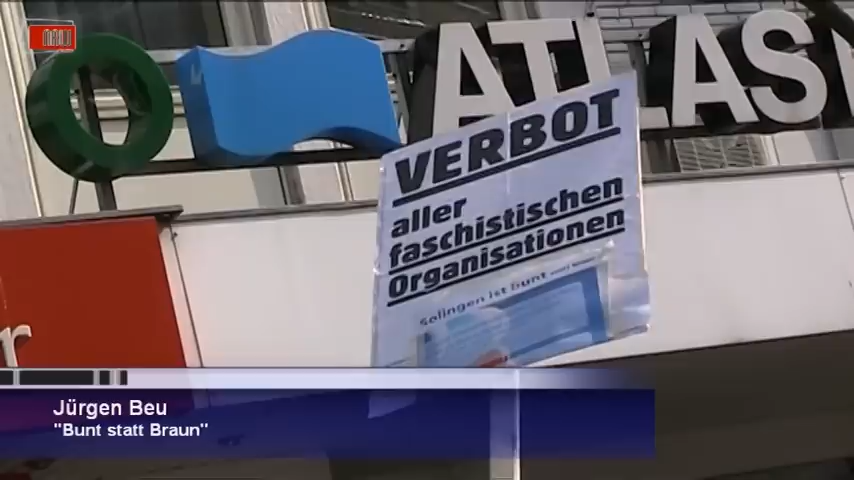 ATLAS
VERBOT
aller
faschistischen
Organisationen
Solingen ist bunt
r
Jürgen Beu
"Bunt statt Braun"